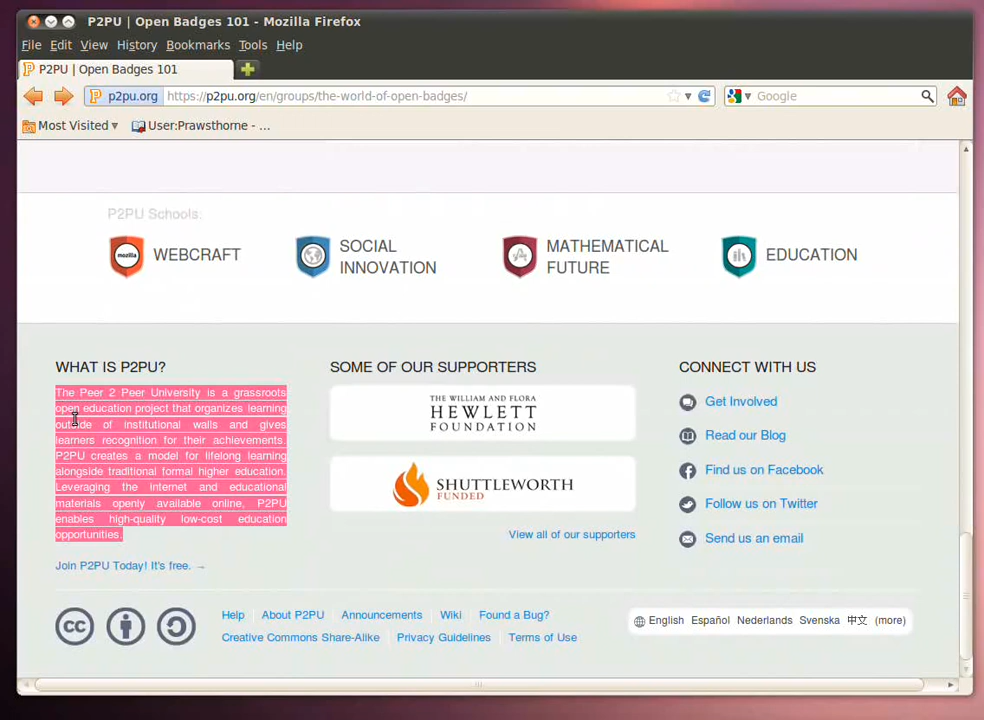 P2PU | Open Badges 101 - Mozilla Firefox
File Edit View History Bookmarks Tools Help
P2PU | Open Badges 101
p2pu.org https://p2pu.org/en/groups/the-world-of-open-badges/ Google
Most Visited User:Prawsthorne - ...
P2PU Schools:
mozilla WEBCRAFT
SOCIAL
INNOVATION
MATHEMATICAL
FUTURE
EDUCATION
WHAT IS P2PU?
The Peer 2 Peer University is a grassroots
open education project that organizes learning
outside of institutional walls and gives
learners recognition for their achievements.
P2PU creates a model for lifelong learning
alongside traditional formal higher education.
Leveraging the internet and educational
materials openly available online, P2PU
enables high-quality low-cost education
opportunities.
Join P2PU Today! It's free. →
SOME OF OUR SUPPORTERS
THE WILLIAM AND FLORA
HEWLETT
FOUNDATION
SHUTTLEWORTH
FUNDED
View all of our supporters
CONNECT WITH US
Get Involved
Read our Blog
Find us on Facebook
Follow us on Twitter
Send us an email
cc
Help About P2PU Announcements Wiki Found a Bug?
Creative Commons Share-Alike Privacy Guidelines Terms of Use
English Español Nederlands Svenska 中文 (more)